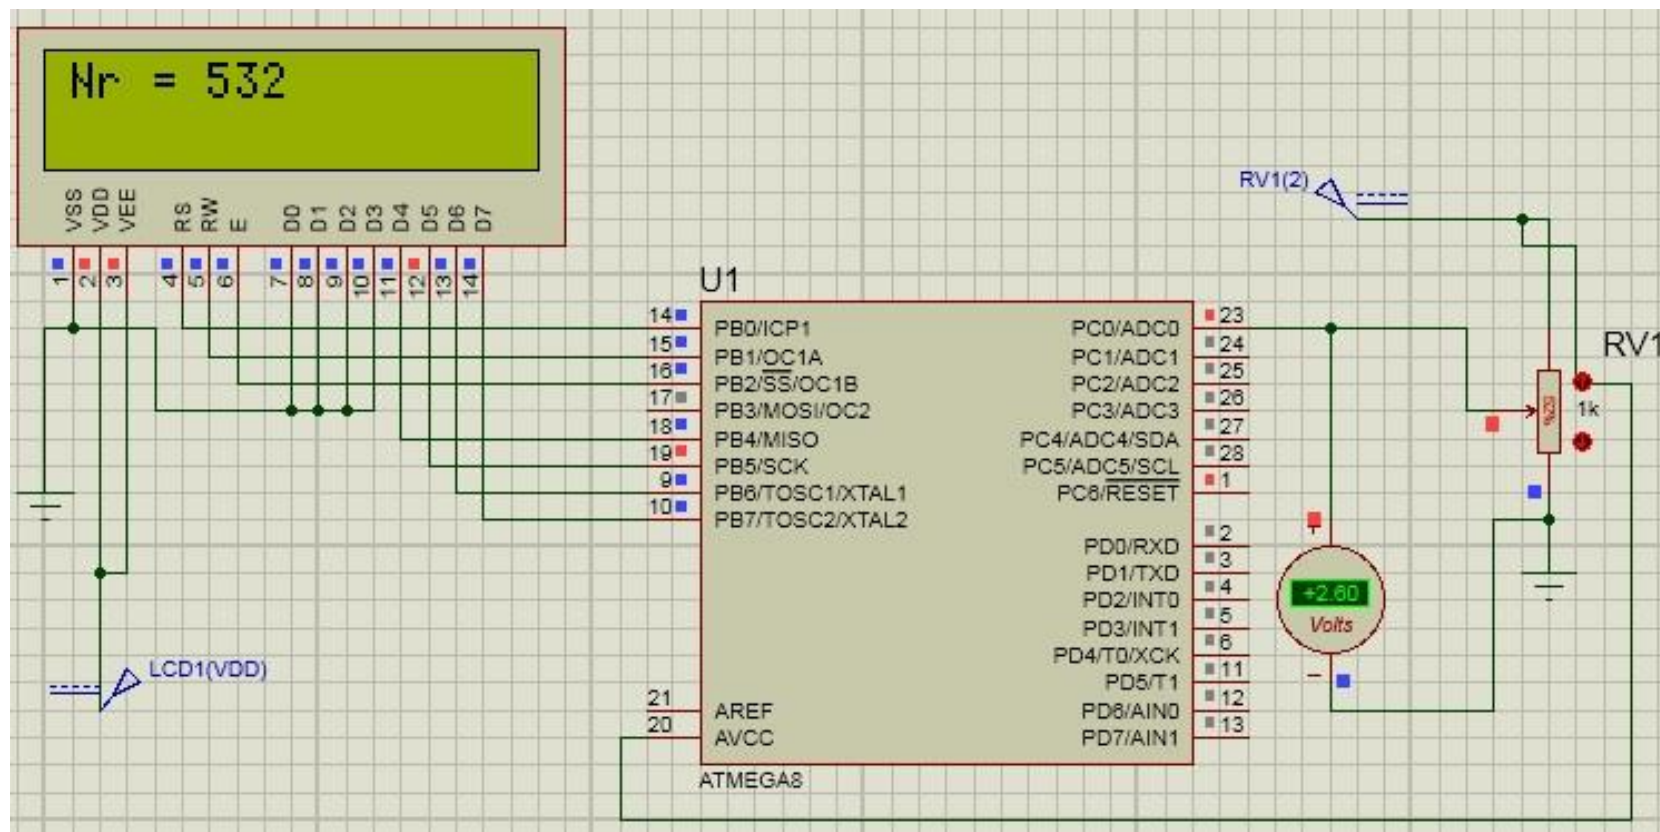 Nr = 532
VSS
VDD
VEE
RS
RW
E
D0
D1
D2
D3
D4
D5
D6
D7
1
2
3
4
5
6
7
8
9
10
11
12
13
14
RV1(2)
U1
14
15
16
17
18
19
9
10
PB0/ICP1
PB1/OC1A
PB2/SS/OC1B
PB3/MOSI/OC2
PB4/MISO
PB5/SCK
PB6/TOSC1/XTAL1
PB7/TOSC2/XTAL2
21
20
AREF
AVCC
PC0/ADC0
PC1/ADC1
PC2/ADC2
PC3/ADC3
PC4/ADC4/SDA
PC5/ADC5/SCL
PC6/RESET
PD0/RXD
PD1/TXD
PD2/INT0
PD3/INT1
PD4/T0/XCK
PD5/T1
PD6/AIN0
PD7/AIN1
23
24
25
26
27
28
1
2
3
4
5
6
11
12
13
ATMEGA8
RV1
1k
52%
+
+2.60
Volts
−
LCD1(VDD)